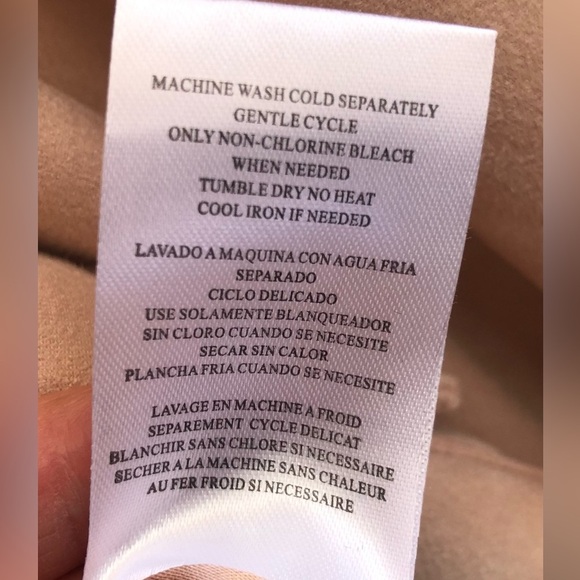 MACHINE WASH COLD SEPARATELY
GENTLE CYCLE
ONLY NON-CHLORINE BLEACH
WHEN NEEDED
TUMBLE DRY NO HEAT
COOL IRON IF NEEDED
LAVADO A MAQUINA CON AGUA FRIA
SEPARADO
CICLO DELICADO
USE SOLAMENTE BLANQUEADOR
SIN CLORO CUANDO SE NECESITE
SECAR SIN CALOR
PLANCHA FRIA CUANDO SE NECESITE
LAVAGE EN MACHINE A FROID
SEPAREMENT CYCLE DELICAT
BLANCHIR SANS CHLORE SI NECESSAIRE
SECHER A LA MACHINE SANS CHALEUR
AU FER FROID SI NECESSAIRE